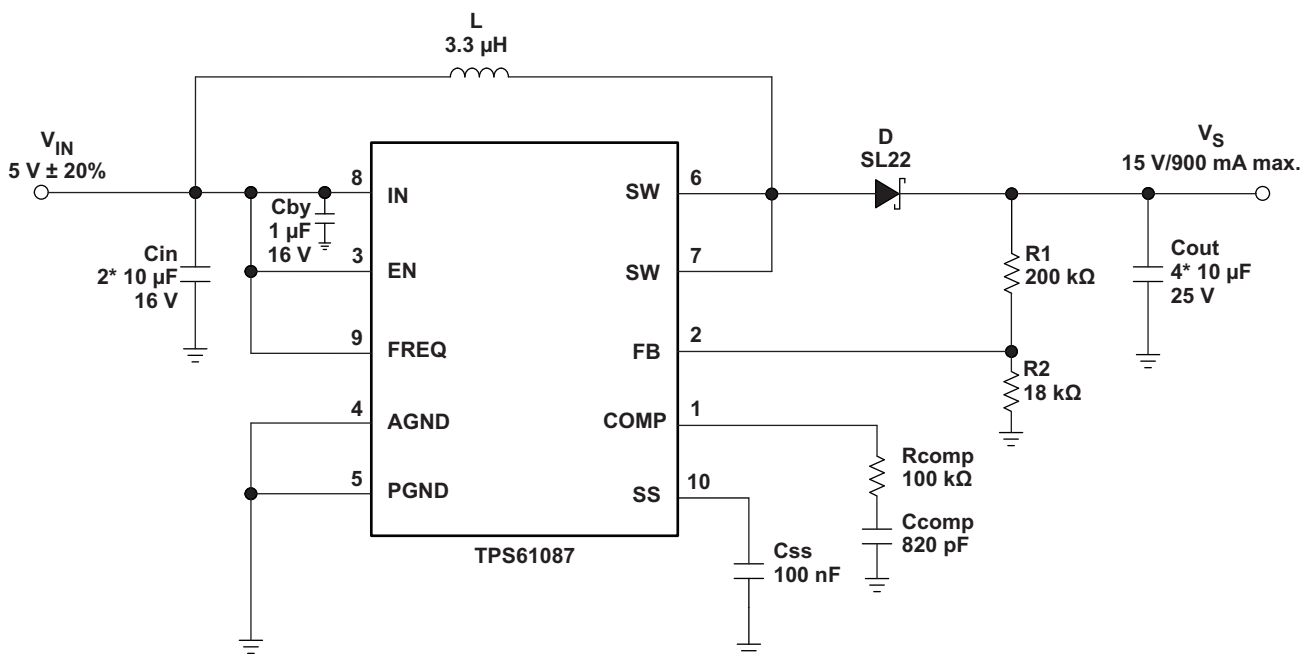 L
3.3 µH
VIN
5 V ± 20%
Cin
2* 10 µF
16 V
Cby
1 µF
16 V
8
IN
3
EN
9
FREQ
4
AGND
5
PGND
SW
6
SW
7
FB
2
COMP
1
SS
10
TPS61087
D
SL22
VS
15 V/900 mA max.
R1
200 kΩ
R2
18 kΩ
Cout
4* 10 µF
25 V
Rcomp
100 kΩ
Ccomp
820 pF
Css
100 nF